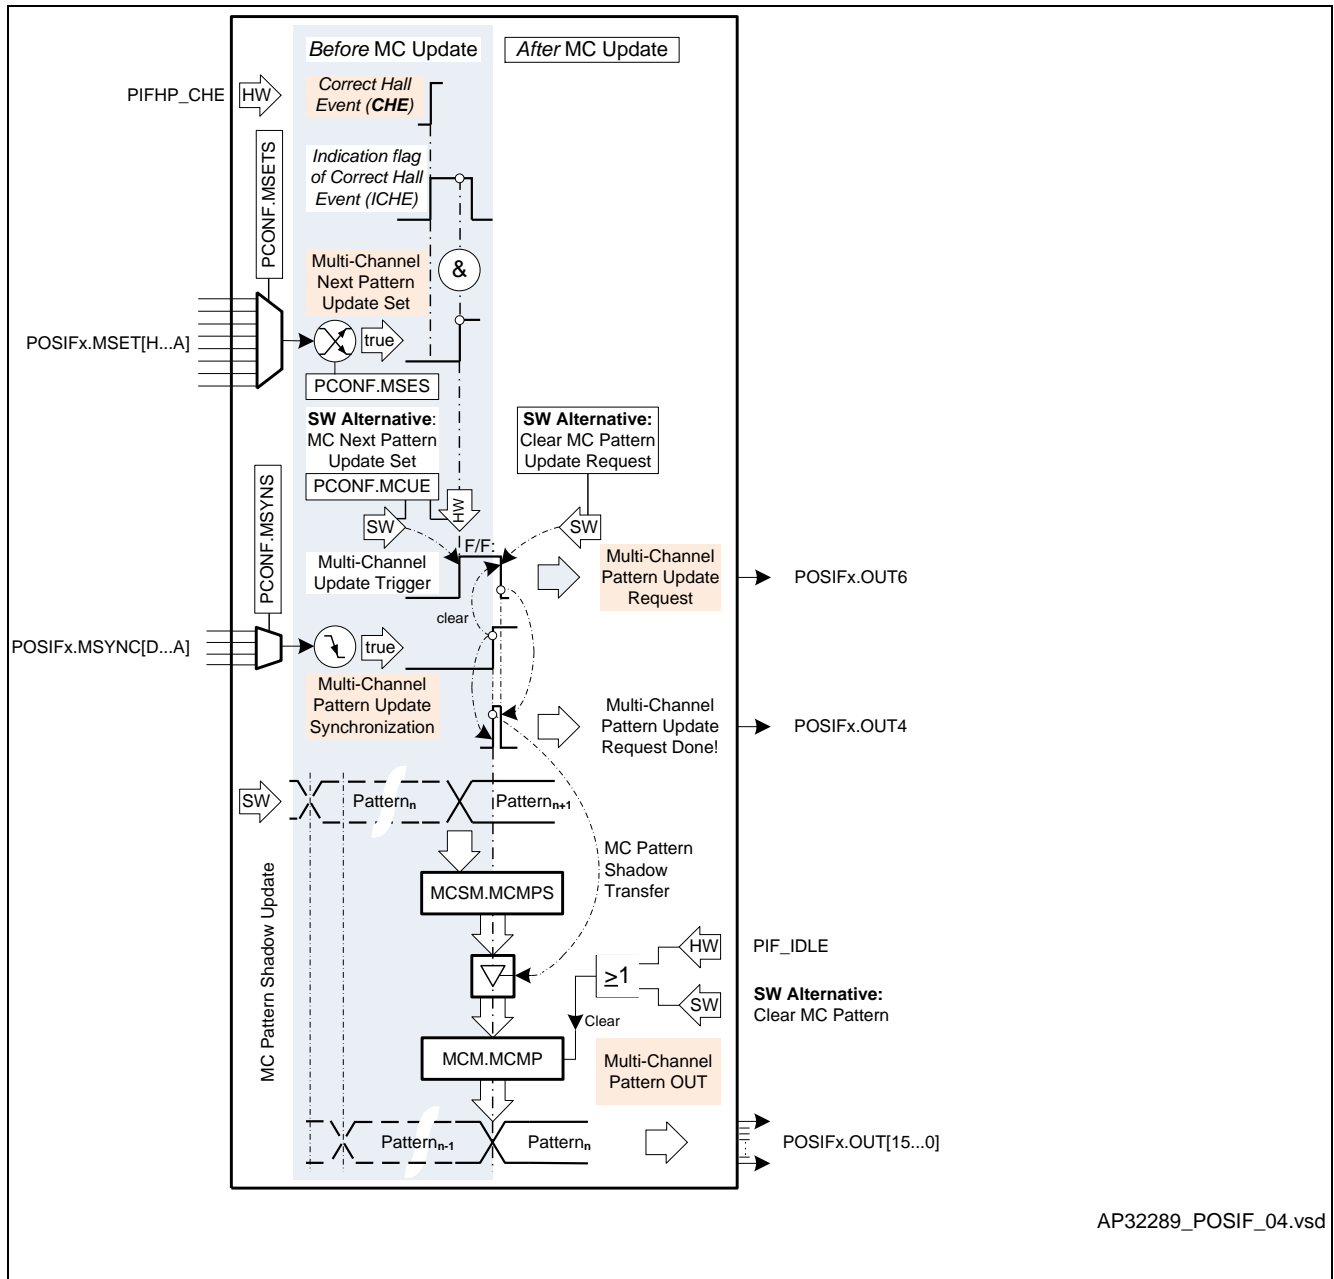 Before MC Update
After MC Update
PIFHP_CHE
HW
Correct Hall
Event (CHE)
PCONF.MSETS
Indication flag
of Correct Hall
Event (ICHE)
Multi-Channel
Next Pattern
Update Set
&
POSIFx.MSET[H...A]
true
PCONF.MSES
SW Alternative:
MC Next Pattern
Update Set
PCONF.MCUE
SW Alternative:
Clear MC Pattern
Update Request
PCONF.MSYNS
SW
HW
SW
F/F:
Multi-Channel
Update Trigger
Multi-Channel
Pattern Update
Request
POSIFx.OUT6
clear
POSIFx.MSYNC[D...A]
true
Multi-Channel
Pattern Update
Synchronization
Multi-Channel
Pattern Update
Request Done!
POSIFx.OUT4
SW
Patternn
Patternn+1
MC Pattern Shadow Update
MC Pattern
Shadow
Transfer
MCSM.MCMPS
HW
PIF_IDLE
≥1
SW
SW Alternative:
Clear MC Pattern
Clear
MCM.MCMP
Multi-Channel
Pattern OUT
Patternn-1
Patternn
POSIFx.OUT[15...0]
AP32289_POSIF_04.vsd